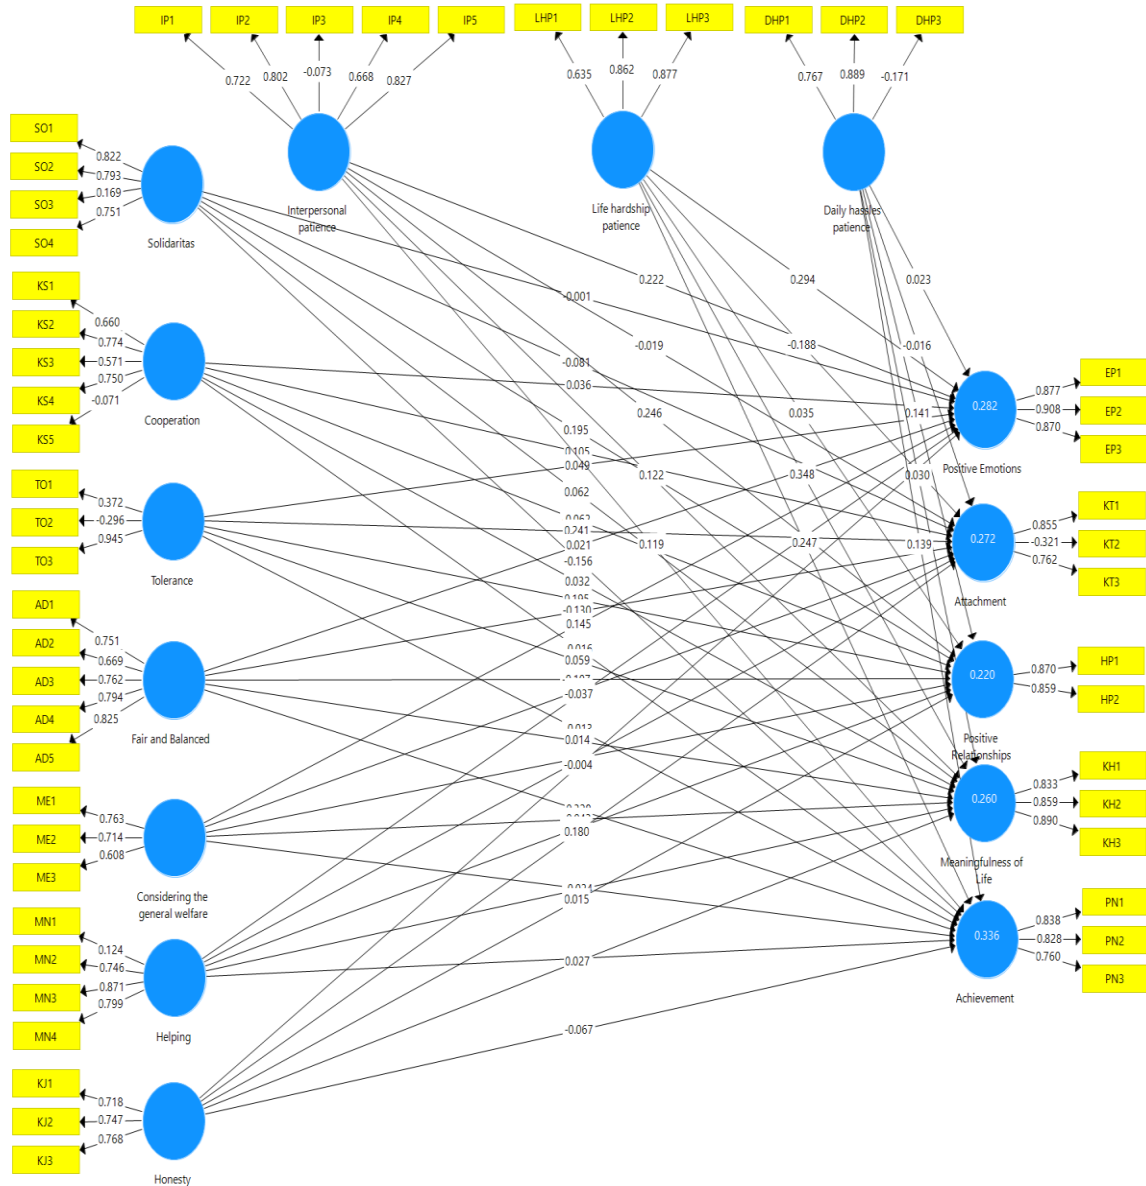 IP1
IP2
IP3
IP4
IP5
LHP1
LHP2
LHP3
DHP1
DHP2
DHP3
0.722
0.802
-0.073
0.668
0.827
0.635
0.862
0.877
0.767
0.889
-0.171
Interpersonal
patience
Life hardship
patience
Daily hassles
patience
SO1
SO2
SO3
SO4
0.822
0.793
0.169
0.751
Solidaritas
KS1
KS2
KS3
KS4
KS5
0.660
0.774
0.571
0.750
-0.071
Cooperation
TO1
TO2
TO3
0.372
-0.296
0.945
Tolerance
AD1
AD2
AD3
AD4
AD5
0.751
0.669
0.762
0.794
0.825
Fair and Balanced
ME1
ME2
ME3
0.763
0.714
0.608
Considering the
general welfare
MN1
MN2
MN3
MN4
0.124
0.746
0.871
0.799
Helping
KJ1
KJ2
KJ3
0.718
0.747
0.768
Honesty
0.222
0.294
0.023
-0.001
-0.019
-0.188
-0.016
-0.081
0.036
0.246
0.035
0.141
0.195
0.105
0.049
0.122
0.348
0.030
0.062
0.241
0.021
0.119
0.247
0.139
-0.156
0.032
-0.130
0.145
0.059
-0.037
0.014
-0.004
0.180
0.015
0.027
-0.067
0.282
Positive Emotions
EP1
EP2
EP3
0.877
0.908
0.870
0.272
Attachment
KT1
KT2
KT3
0.855
-0.321
0.762
0.220
Positive
Relationships
HP1
HP2
0.870
0.859
0.260
Meaningfulness of
Life
KH1
KH2
KH3
0.833
0.859
0.890
0.336
Achievement
PN1
PN2
PN3
0.838
0.828
0.760